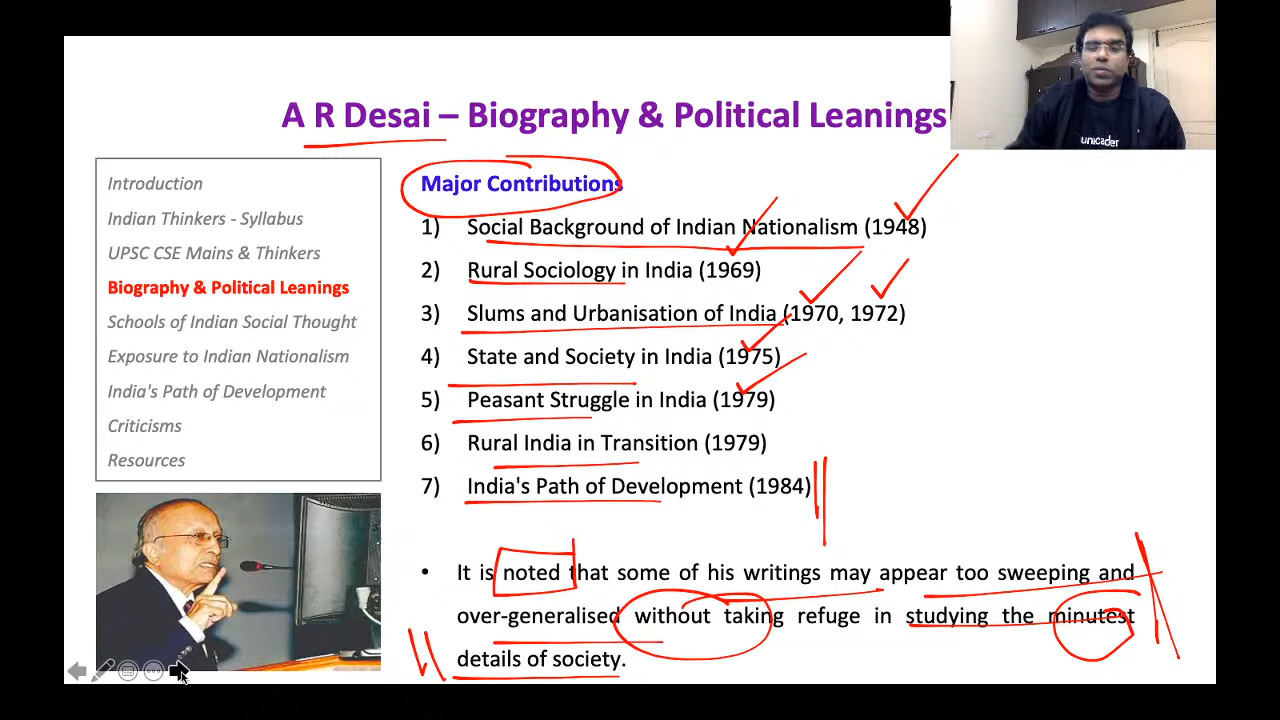 A R Desai – Biography & Political Leanings
unicader
Introduction
Indian Thinkers - Syllabus
UPSC CSE Mains & Thinkers
Biography & Political Leanings
Schools of Indian Social Thought
Exposure to Indian Nationalism
India's Path of Development
Criticisms
Resources
Major Contributions
1) Social Background of Indian Nationalism (1948)
2) Rural Sociology in India (1969)
3) Slums and Urbanisation of India (1970, 1972)
4) State and Society in India (1975)
5) Peasant Struggle in India (1979)
6) Rural India in Transition (1979)
7) India's Path of Development (1984)
• It is noted that some of his writings may appear too sweeping and
over-generalised without taking refuge in studying the minutest
details of society.